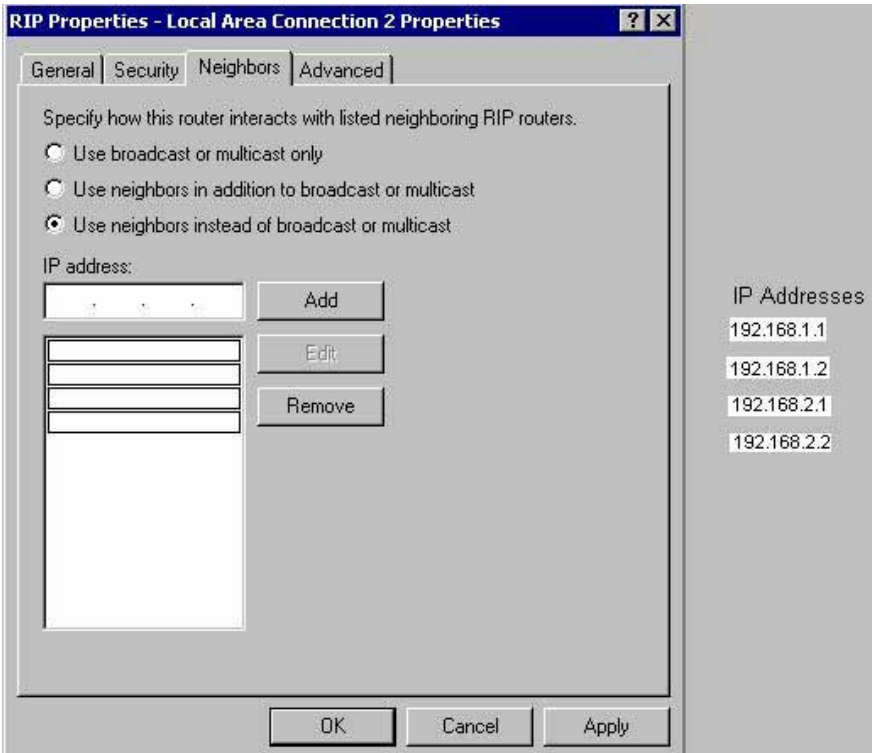 RIP Properties - Local Area Connection 2 Properties
General Security Neighbors Advanced
Specify how this router interacts with listed neighboring RIP routers.
Use broadcast or multicast only
Use neighbors in addition to broadcast or multicast
Use neighbors instead of broadcast or multicast
IP address:
Add
Edit
Remove
OK Cancel Apply
IP Addresses
192.168.1.1
192.168.1.2
192.168.2.1
192.168.2.2